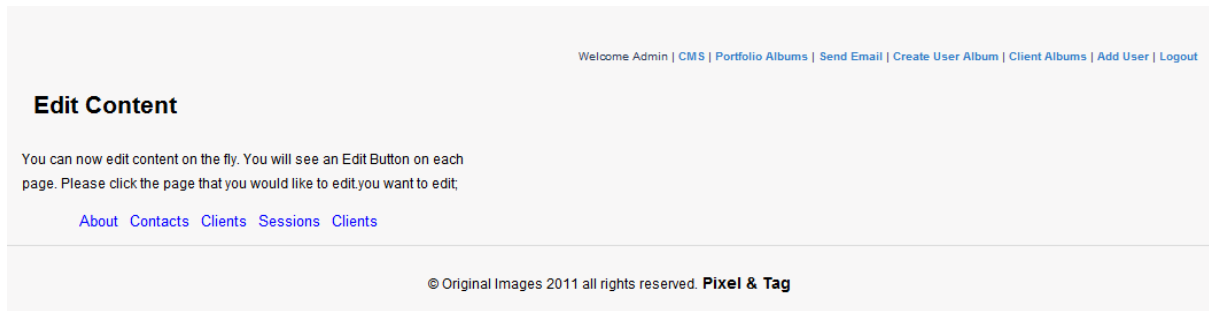 Welcome Admin | CMS | Portfolio Albums | Send Email | Create User Album | Client Albums | Add User | Logout
Edit Content
You can now edit content on the fly. You will see an Edit Button on each
page. Please click the page that you would like to edit.you want to edit;
About Contacts Clients Sessions Clients
© Original Images 2011 all rights reserved. Pixel & Tag